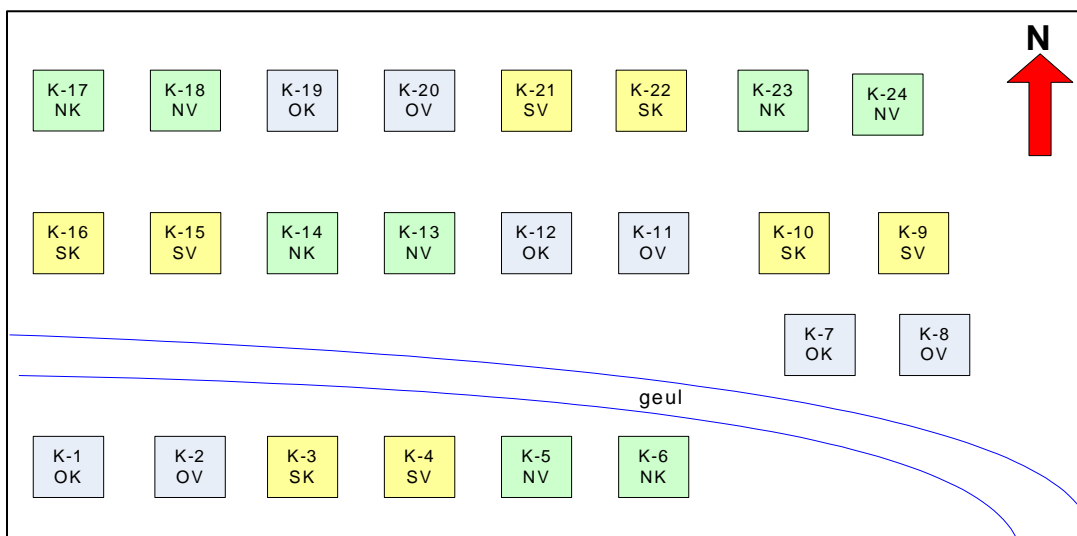 N
K-17
NK
K-18
NV
K-19
OK
K-20
OV
K-21
SV
K-22
SK
K-23
NK
K-24
NV
K-16
SK
K-15
SV
K-14
NK
K-13
NV
K-12
OK
K-11
OV
K-10
SK
K-9
SV
K-7
OK
K-8
OV
geul
K-1
OK
K-2
OV
K-3
SK
K-4
SV
K-5
NV
K-6
NK